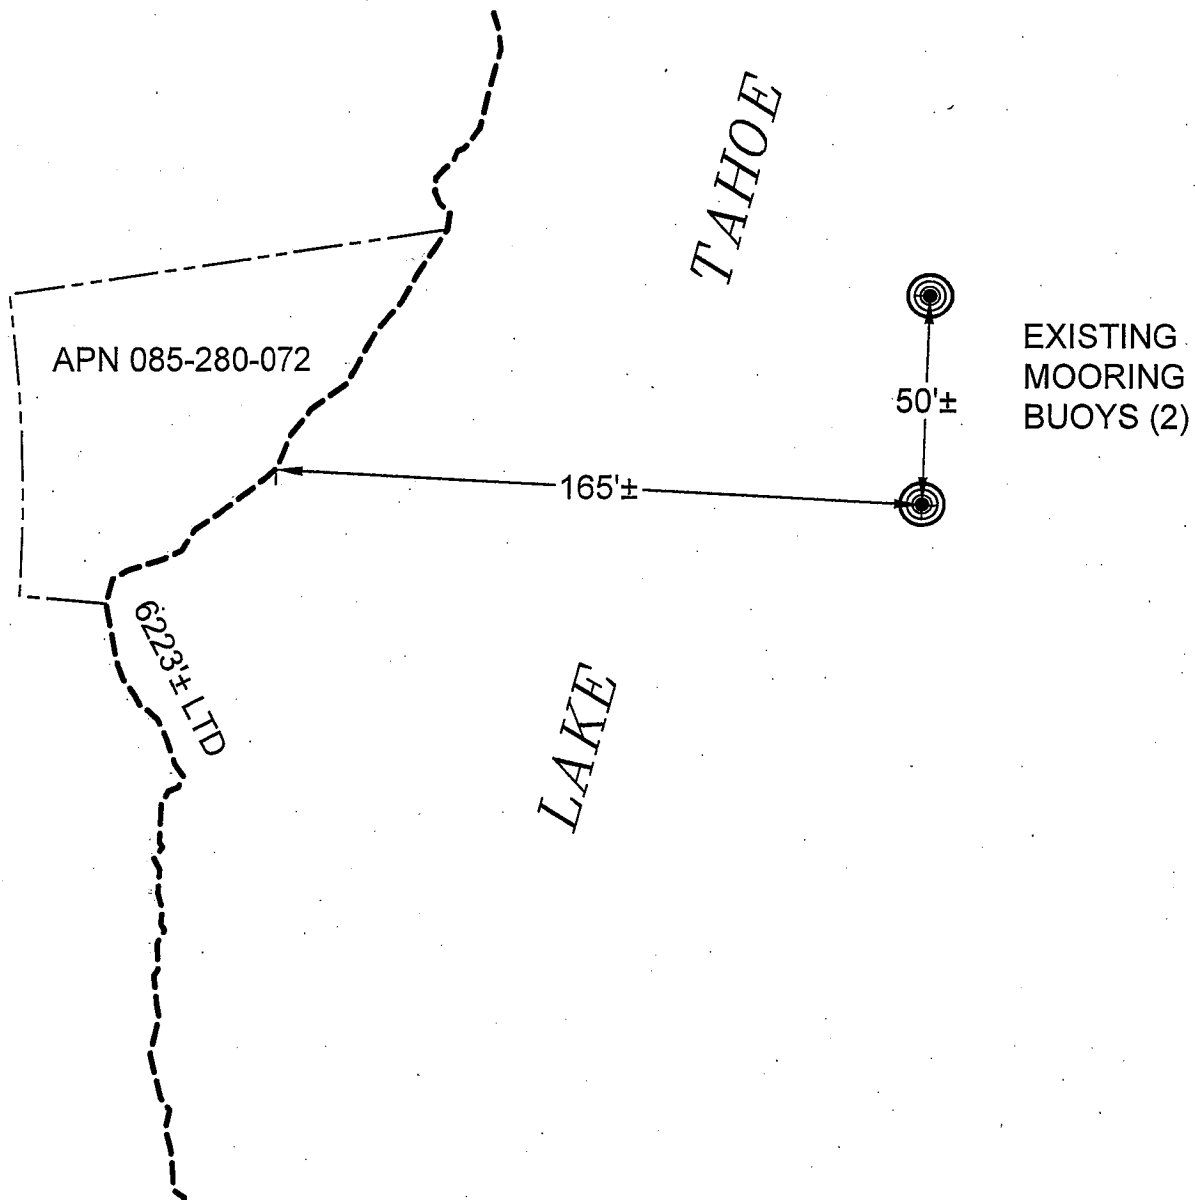 TAHOE
APN 085-280-072
EXISTING
MOORING
BUOYS (2)
50'±
165'±
6223'± LTD
LAKE